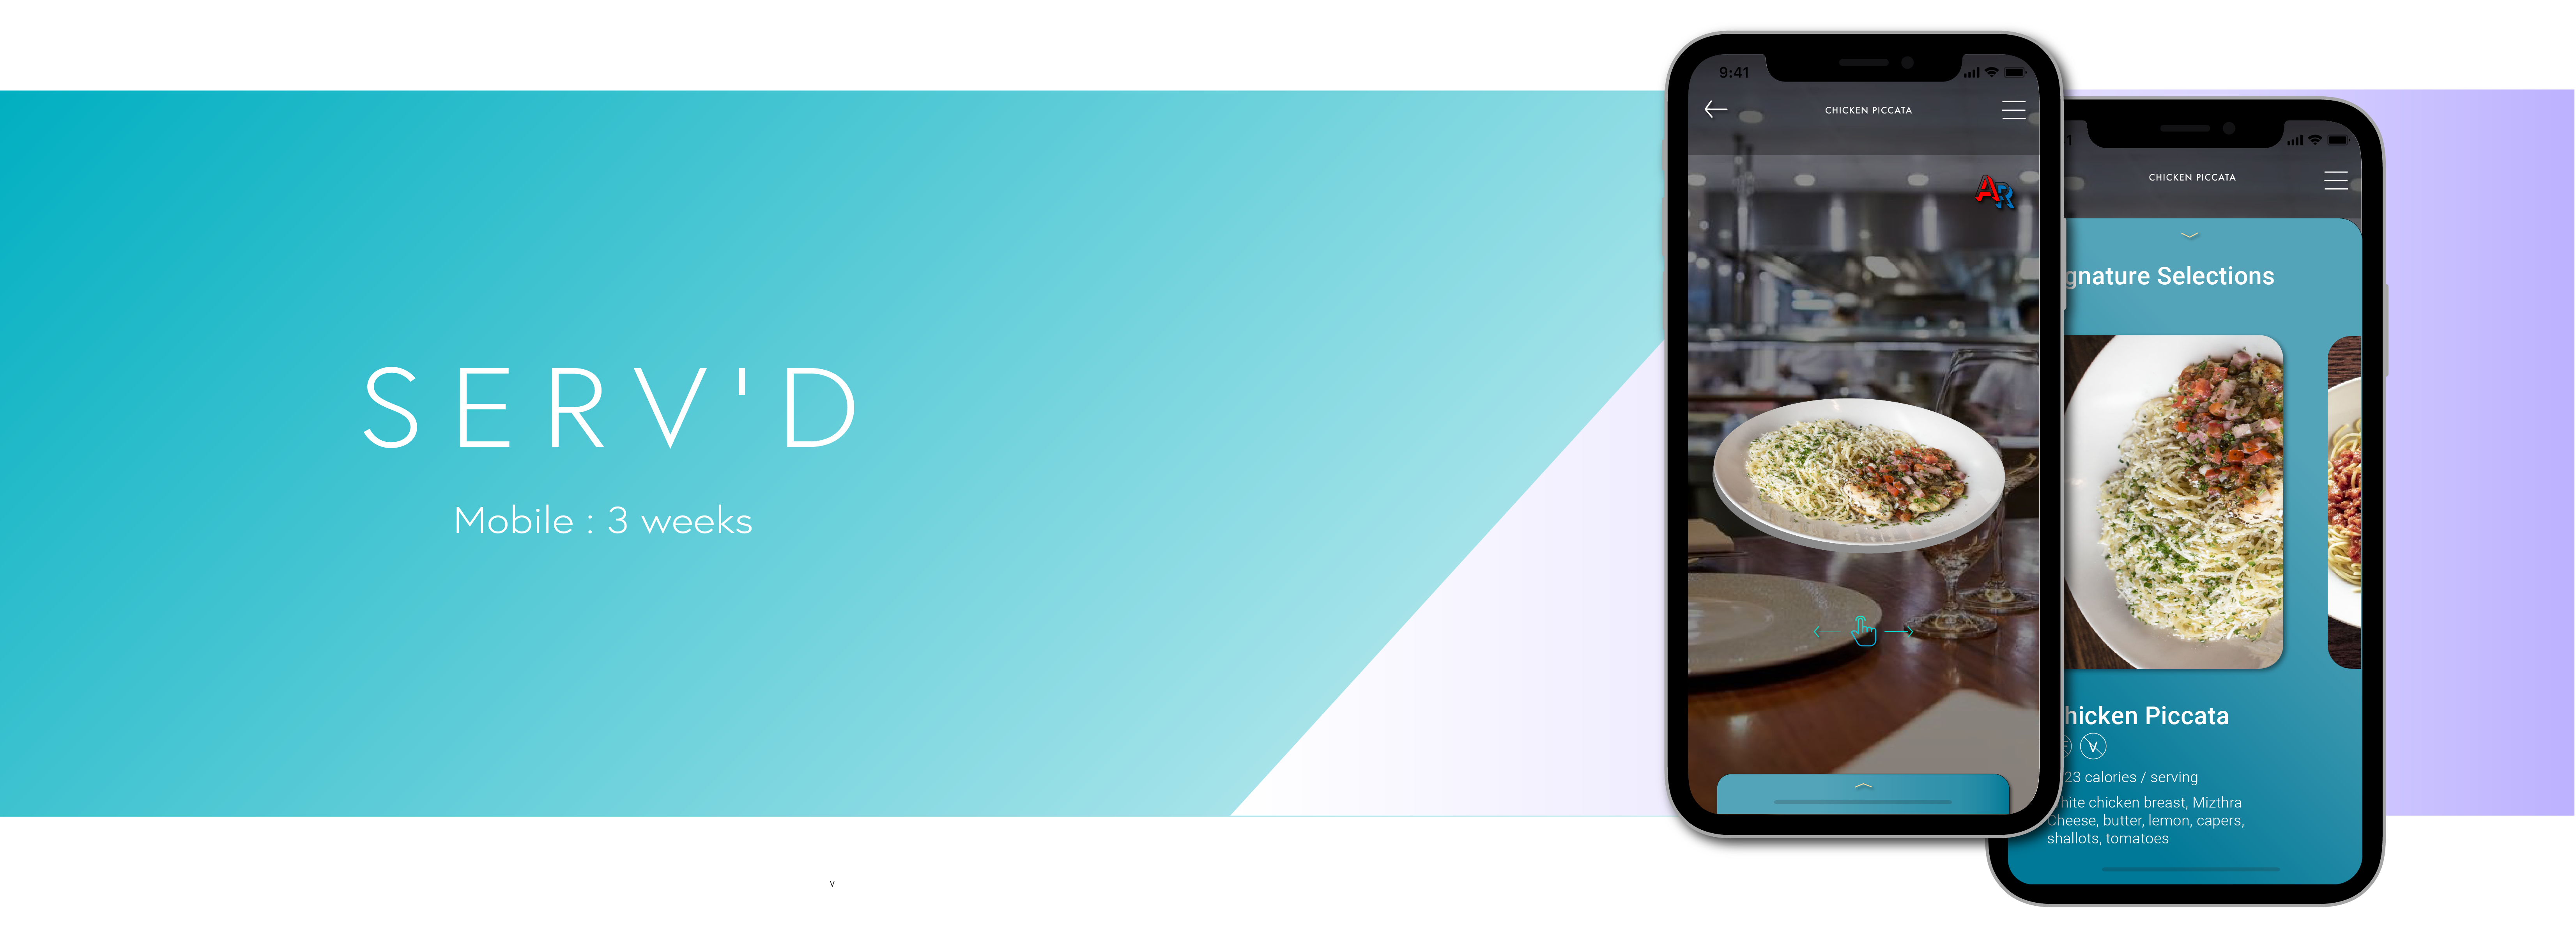 SERV'D
Mobile : 3 weeks
9:41
CHICKEN PICCATA
AR
CHICKEN PICCATA
gnature Selections
hicken Piccata
V
23 calories / serving
hite chicken breast, Mizthra
Cheese, butter, lemon, capers,
shallots, tomatoes
v